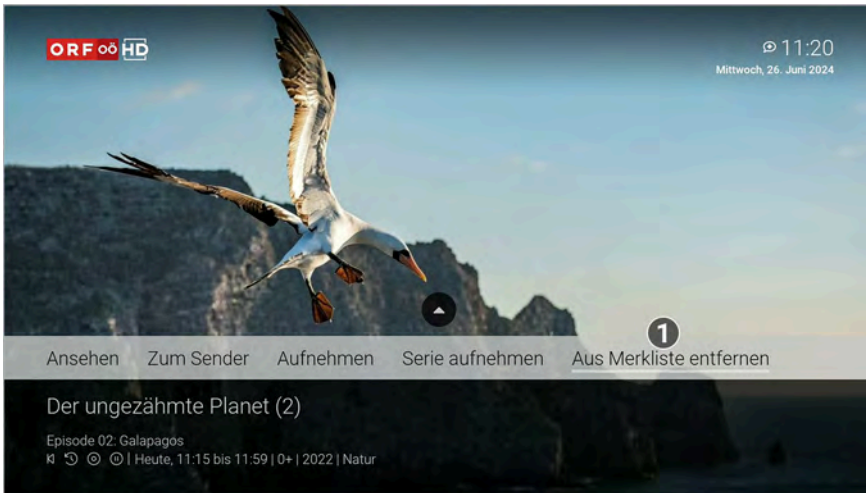 ORF oö HD
11:20
Mittwoch, 26. Juni 2024
1
Ansehen Zum Sender Aufnehmen Serie aufnehmen Aus Merkliste entfernen
Der ungezähmte Planet (2)
Episode 02: Galapagos
| Heute, 11:15 bis 11:59 | 0+ | 2022 | Natur